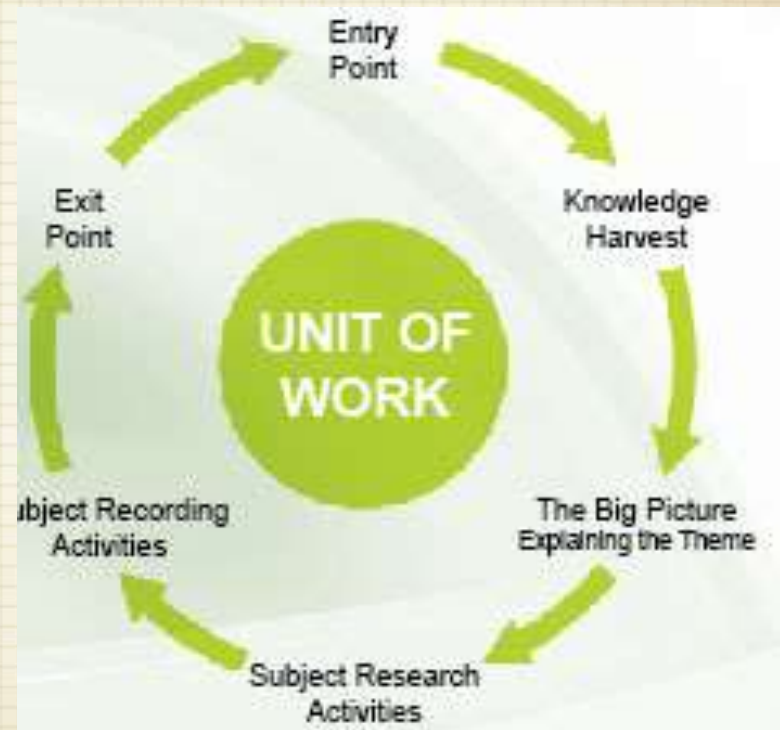 Entry
Point
Knowledge
Harvest
The Big Picture
Explaining the Theme
Subject Research
Activities
ubject Recording
Activities
Exit
Point
UNIT OF
WORK